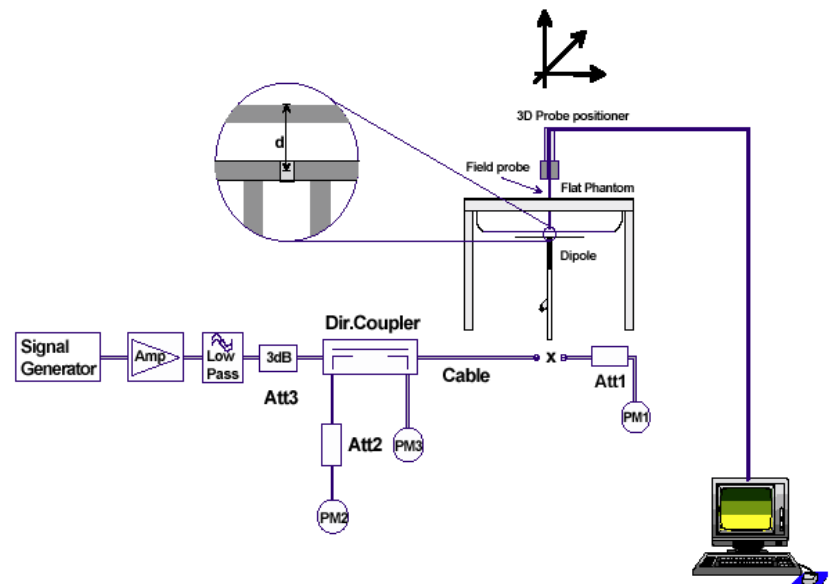 3D Probe positioner
d
Field probe
Flat Phantom
Dipole
Dir.Coupler
Signal
Generator
Amp
Low
Pass
3dB
Att3
Cable
x
Att1
PM1
Att2
PM3
PM2